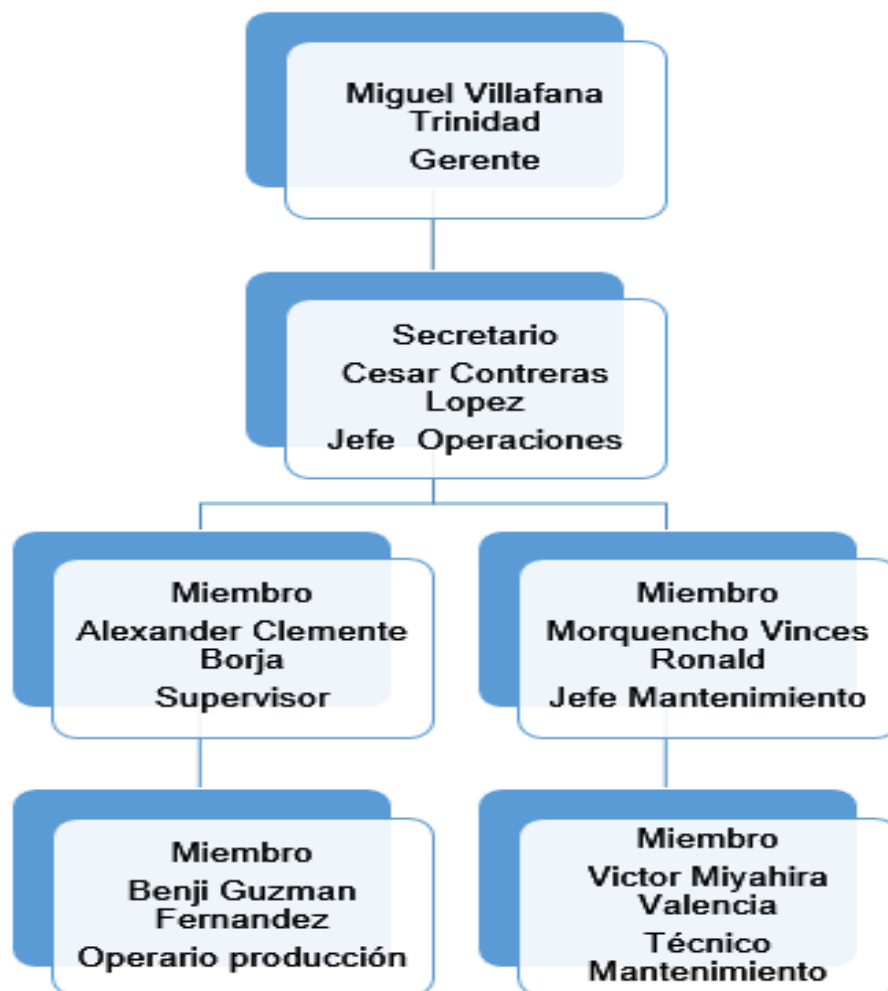 Miguel Villafana
Trinidad
Gerente
Secretario
Cesar Contreras
Lopez
Jefe Operaciones
Miembro
Alexander Clemente
Borja
Supervisor
Miembro
Morquencho Vinces
Ronald
Jefe Mantenimiento
Miembro
Benji Guzman
Fernandez
Operario producción
Miembro
Victor Miyahira
Valencia
Técnico
Mantenimiento